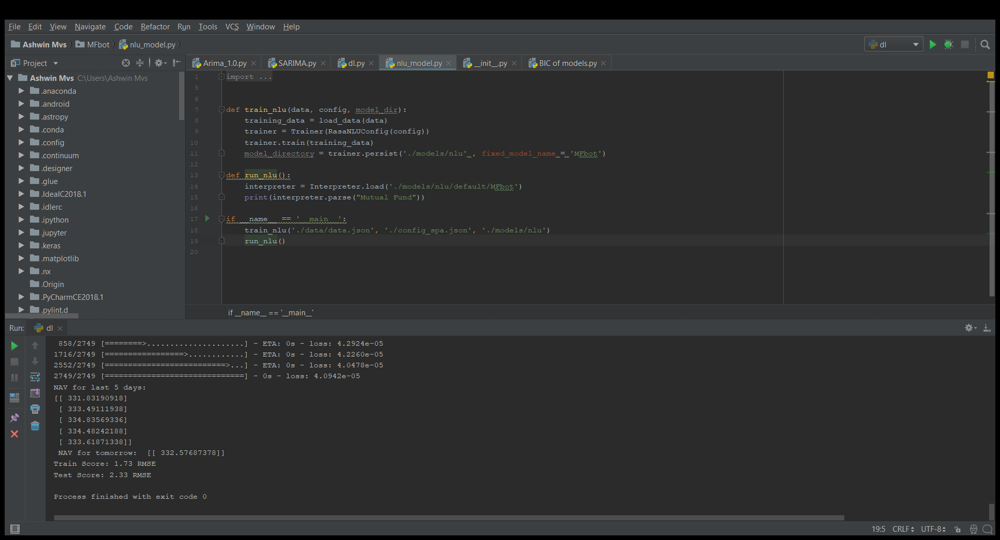 File Edit View Navigate Code Refactor Run Tools VCS Window Help
Ashwin Mvs MFbot nlu_model.py
dl
Project
Arima_1.0.py SARIMA.py dl.py nlu_model.py __init__.py BIC of models.py
Ashwin Mvs C:\Users\Ashwin Mvs
.anaconda
.android
.astropy
.conda
.config
.continuum
.designer
.glue
.IdeaIC2018.1
.idlerc
.ipython
.jupyter
.keras
.matplotlib
.nx
.Origin
.PyCharmCE2018.1
.pylint.d
1 import ...
5
6
7 def train_nlu(data, config, model_dir):
8 training_data = load_data(data)
9 trainer = Trainer(RasaNLUConfig(config))
10 trainer.train(training_data)
11 model_directory = trainer.persist('./models/nlu' , fixed_model_name = 'MFbot')
12
13 def run_nlu():
14 interpreter = Interpreter.load('./models/nlu/default/MFbot')
15 print(interpreter.parse("Mutual Fund"))
16
17 if __name__ == '__main__':
18 train_nlu('./data/data.json', './config_spa.json', './models/nlu')
19 run_nlu()
20
if __name__ == '__main__'
Run: dl
858/2749 [========>.....................] - ETA: 0s - loss: 4.2924e-05
1716/2749 [=================>............] - ETA: 0s - loss: 4.2260e-05
2552/2749 [==========================>...] - ETA: 0s - loss: 4.0478e-05
2749/2749 [==============================] - 0s - loss: 4.0942e-05
NAV for last 5 days:
[[ 331.83190918]
[ 333.49111938]
[ 334.83569336]
[ 334.48242188]
[ 333.61871338]]
NAV for tomorrow: [[ 332.57687378]]
Train Score: 1.73 RMSE
Test Score: 2.33 RMSE
Process finished with exit code 0
19:5 CRLF UTF-8